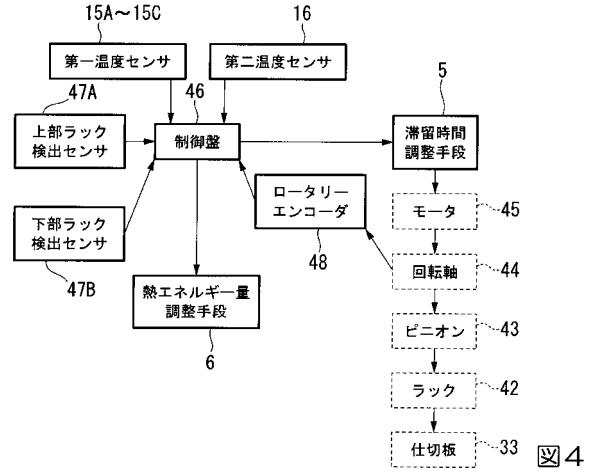 15A～15C
第一温度センサ
16
第二温度センサ
47A
上部ラック
検出センサ
46
制御盤
5
滞留時間
調整手段
ロータリー
エンコーダ
48
モータ
45
下部ラック
検出センサ
47B
回転軸
44
熱エネルギー量
調整手段
6
ピニオン
43
ラック
42
仕切板
33
図4